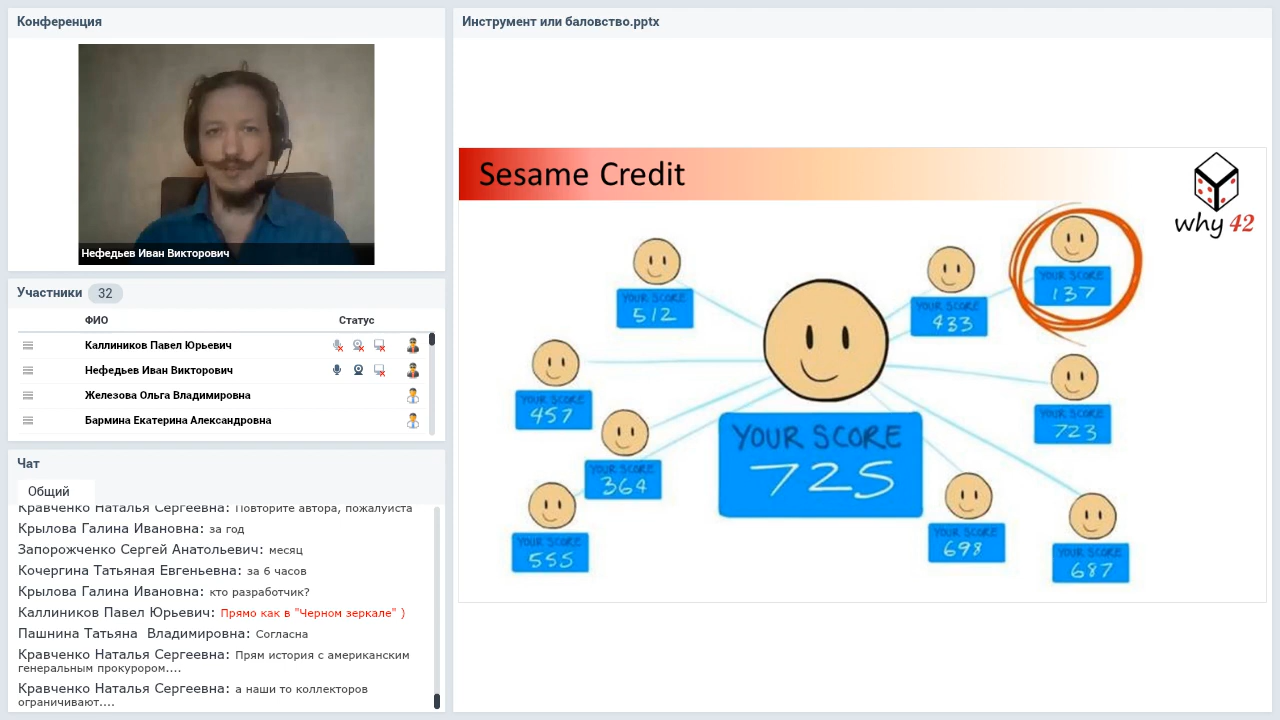 Конференция
Нефедьев Иван Викторович
Участники 32
ФИО Статус
Каллиников Павел Юрьевич
Нефедьев Иван Викторович
Железова Ольга Владимировна
Бармина Екатерина Александровна
Чат
Общий
Кравченко Наталья Сергеевна: Повторите автора, пожалуйста
Крылова Галина Ивановна: за год
Запорожченко Сергей Анатольевич: месяц
Кочергина Татьяная Евгеньевна: за 6 часов
Крылова Галина Ивановна: кто разработчик?
Каллиников Павел Юрьевич: Прямо как в "Черном зеркале" )
Пашнина Татьяна Владимировна: Согласна
Кравченко Наталья Сергеевна: Прям история с американским
генеральным прокурором....
Кравченко Наталья Сергеевна: а наши то коллекторов
ограничивают....
Инструмент или баловство.pptx
Sesame Credit
why 42
YOUR SCORE
512
YOUR SCORE
433
YOUR SCORE
137
YOUR SCORE
457
YOUR SCORE
723
YOUR SCORE
364
YOUR SCORE
725
YOUR SCORE
555
YOUR SCORE
698
YOUR SCORE
687